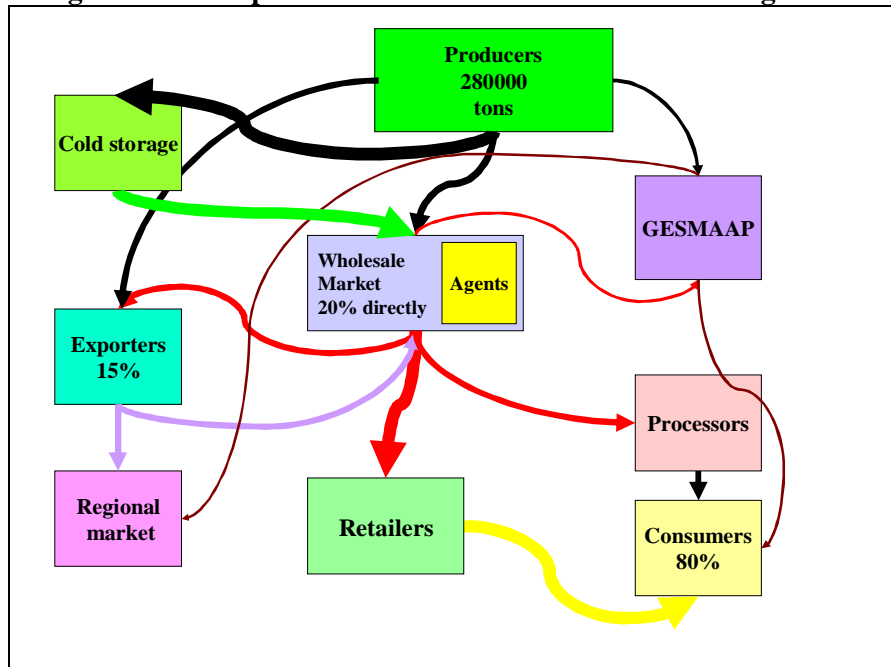 Producers
280000
tons
Cold storage
GESMAAP
Wholesale
Market
20% directly
Agents
Exporters
15%
Processors
Regional
market
Retailers
Consumers
80%